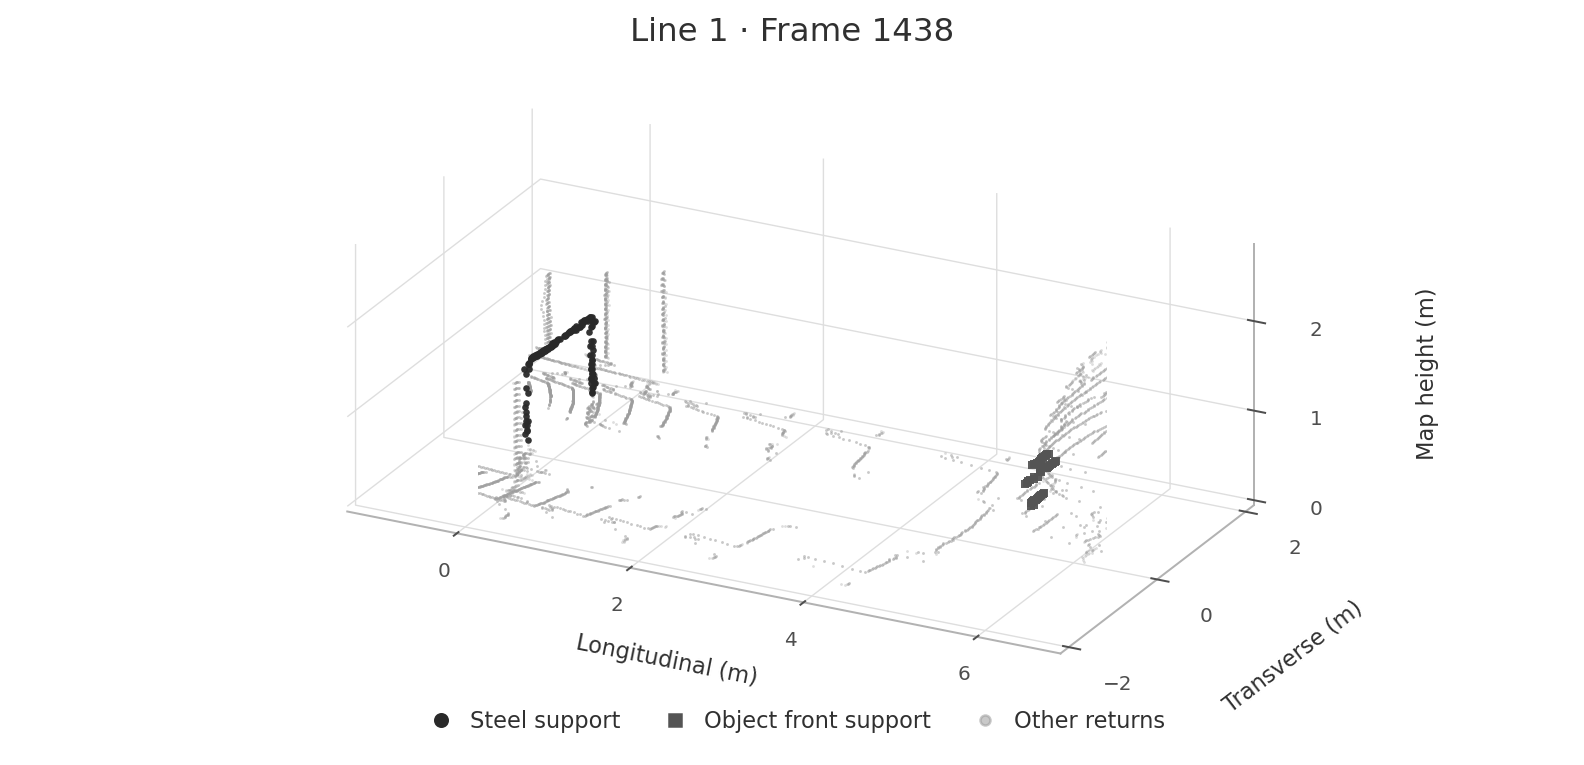 Line 1 · Frame 1438
2
1
0
Map height (m)
2
0
−2
Transverse (m)
0
2
4
6
Longitudinal (m)
Steel support
Object front support
Other returns